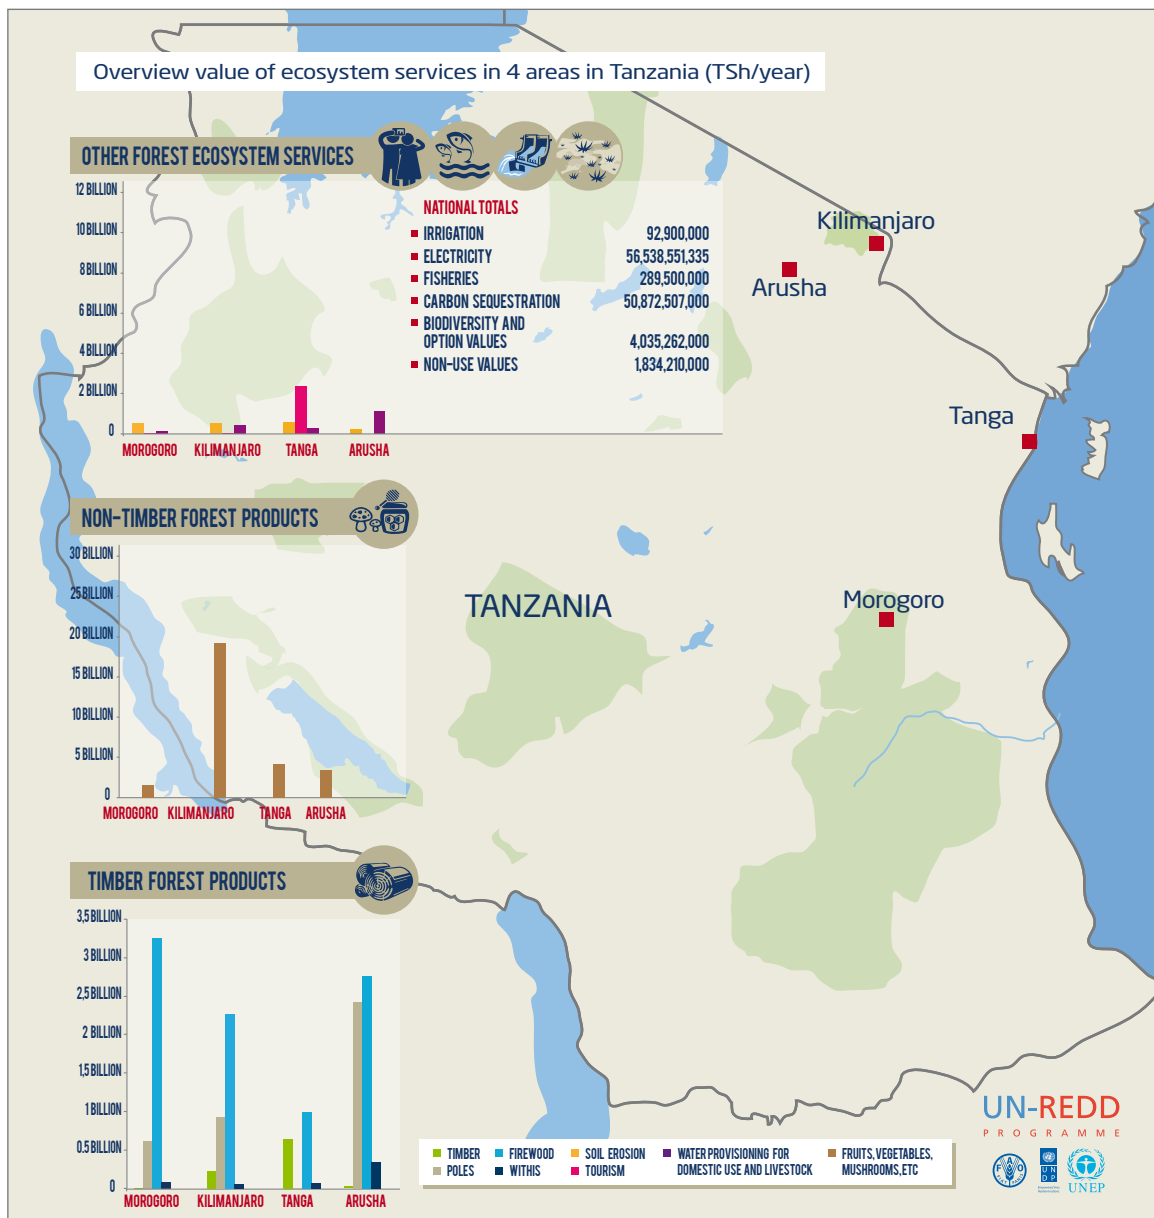 Overview value of ecosystem services in 4 areas in Tanzania (TSh/year)
OTHER FOREST ECOSYSTEM SERVICES
12 BILLION
10 BILLION
8 BILLION
6 BILLION
4 BILLION
2 BILLION
0
MOROGORO KILIMANJARO TANGA ARUSHA
NATIONAL TOTALS
IRRIGATION 92,900,000
ELECTRICITY 56,538,551,335
FISHERIES 289,500,000
CARBON SEQUESTRATION 50,872,507,000
BIODIVERSITY AND
OPTION VALUES 4,035,262,000
NON-USE VALUES 1,834,210,000
Kilimanjaro
Arusha
Tanga
NON-TIMBER FOREST PRODUCTS
30 BILLION
25 BILLION
20 BILLION
15 BILLION
10 BILLION
5 BILLION
0
MOROGORO KILIMANJARO TANGA ARUSHA
TANZANIA
Morogoro
TIMBER FOREST PRODUCTS
3,5 BILLION
3 BILLION
2,5 BILLION
2 BILLION
1,5 BILLION
1 BILLION
0.5 BILLION
0
MOROGORO KILIMANJARO TANGA ARUSHA
TIMBER FIREWOOD SOIL EROSION WATER PROVISIONING FOR FRUITS, VEGETABLES,
POLES WITHIS TOURISM DOMESTIC USE AND LIVESTOCK MUSHROOMS, ETC
UN-REDD
PROGRAMME
FAO
UN
DP
UNEP